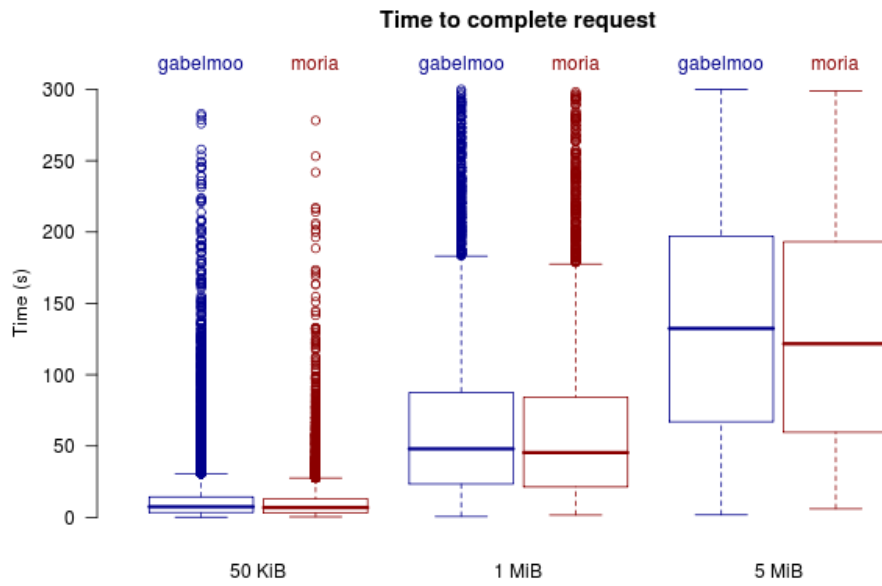 Time to complete request
gabelmoo moria gabelmoo moria gabelmoo moria
300
250
200
150
100
50
0
Time (s)
50 KiB 1 MiB 5 MiB